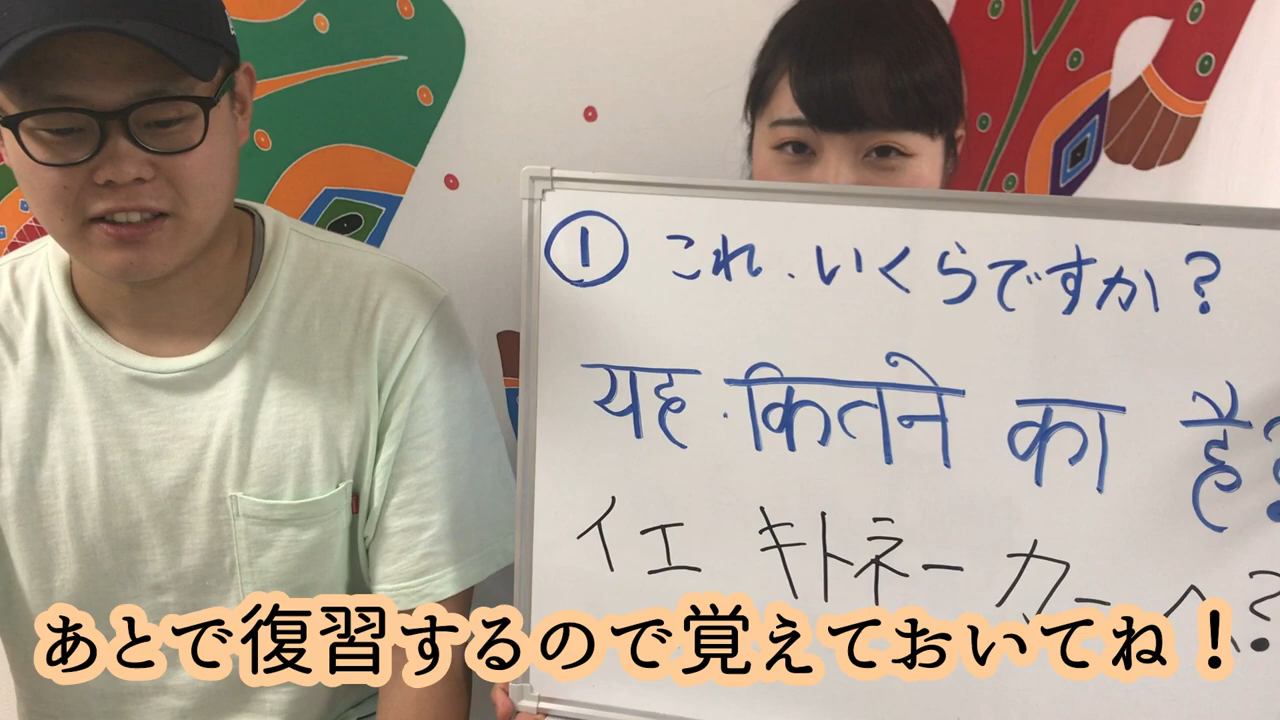 ① これ、いくらですか？
यह कितने का है?
イエ キトネー カー ヘ?
あとで復習するので覚えておいてね！